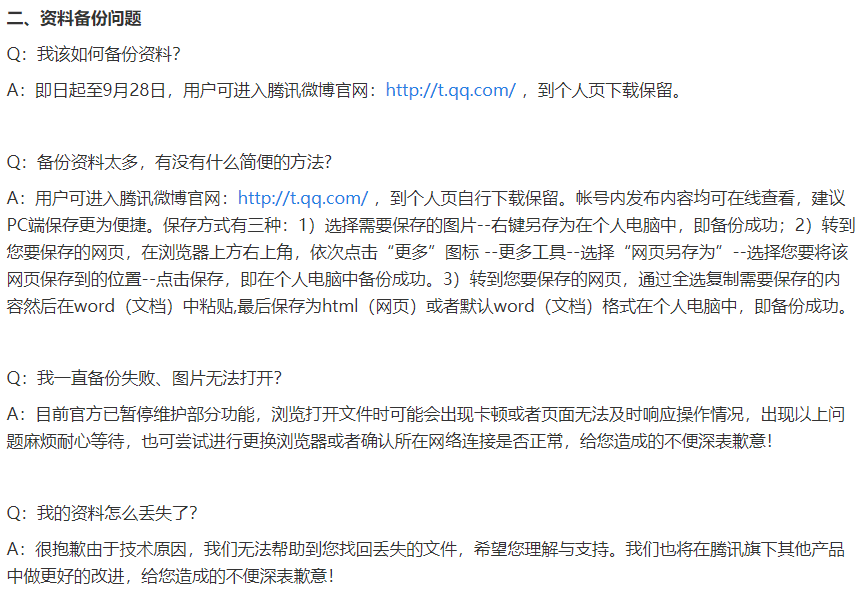 二、资料备份问题
Q：我该如何备份资料？
A：即日起至9月28日，用户可进入腾讯微博官网：http://t.qq.com/ ，到个人页下载保留。
Q：备份资料太多，有没有什么简便的方法？
A：用户可进入腾讯微博官网：http://t.qq.com/ ，到个人页自行下载保留。帐号内发布内容均可在线查看，建议
PC端保存更为便捷。保存方式有三种：1）选择需要保存的图片--右键另存为在个人电脑中，即备份成功；2）转到
您要保存的网页，在浏览器上方右上角，依次点击“更多”图标 --更多工具--选择“网页另存为”--选择您要将该
网页保存到的位置--点击保存，即在个人电脑中备份成功。3）转到您要保存的网页，通过全选复制需要保存的内
容然后在word（文档）中粘贴,最后保存为html（网页）或者默认word（文档）格式在个人电脑中，即备份成功。
Q：我一直备份失败、图片无法打开？
A：目前官方已暂停维护部分功能，浏览打开文件时可能会出现卡顿或者页面无法及时响应操作情况，出现以上问
题麻烦耐心等待，也可尝试进行更换浏览器或者确认所在网络连接是否正常，给您造成的不便深表歉意！
Q：我的资料怎么丢失了？
A：很抱歉由于技术原因，我们无法帮助到您找回丢失的文件，希望您理解与支持。我们也将在腾讯旗下其他产品
中做更好的改进，给您造成的不便深表歉意！